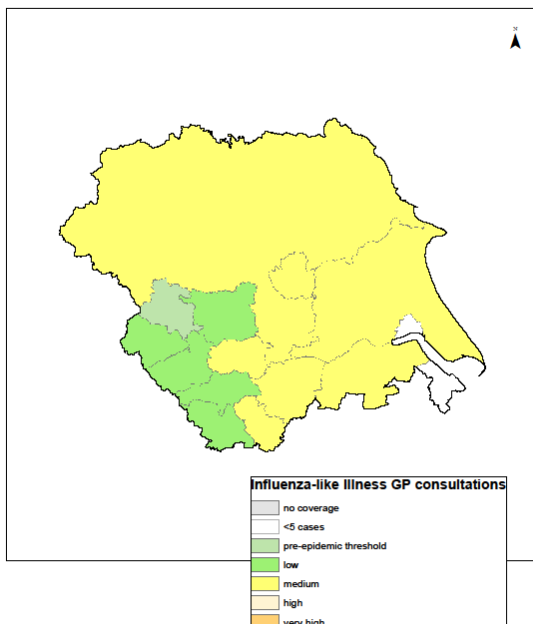 N
Influenza-like Illness GP consultations
no coverage
<5 cases
pre-epidemic threshold
low
medium
high
very high